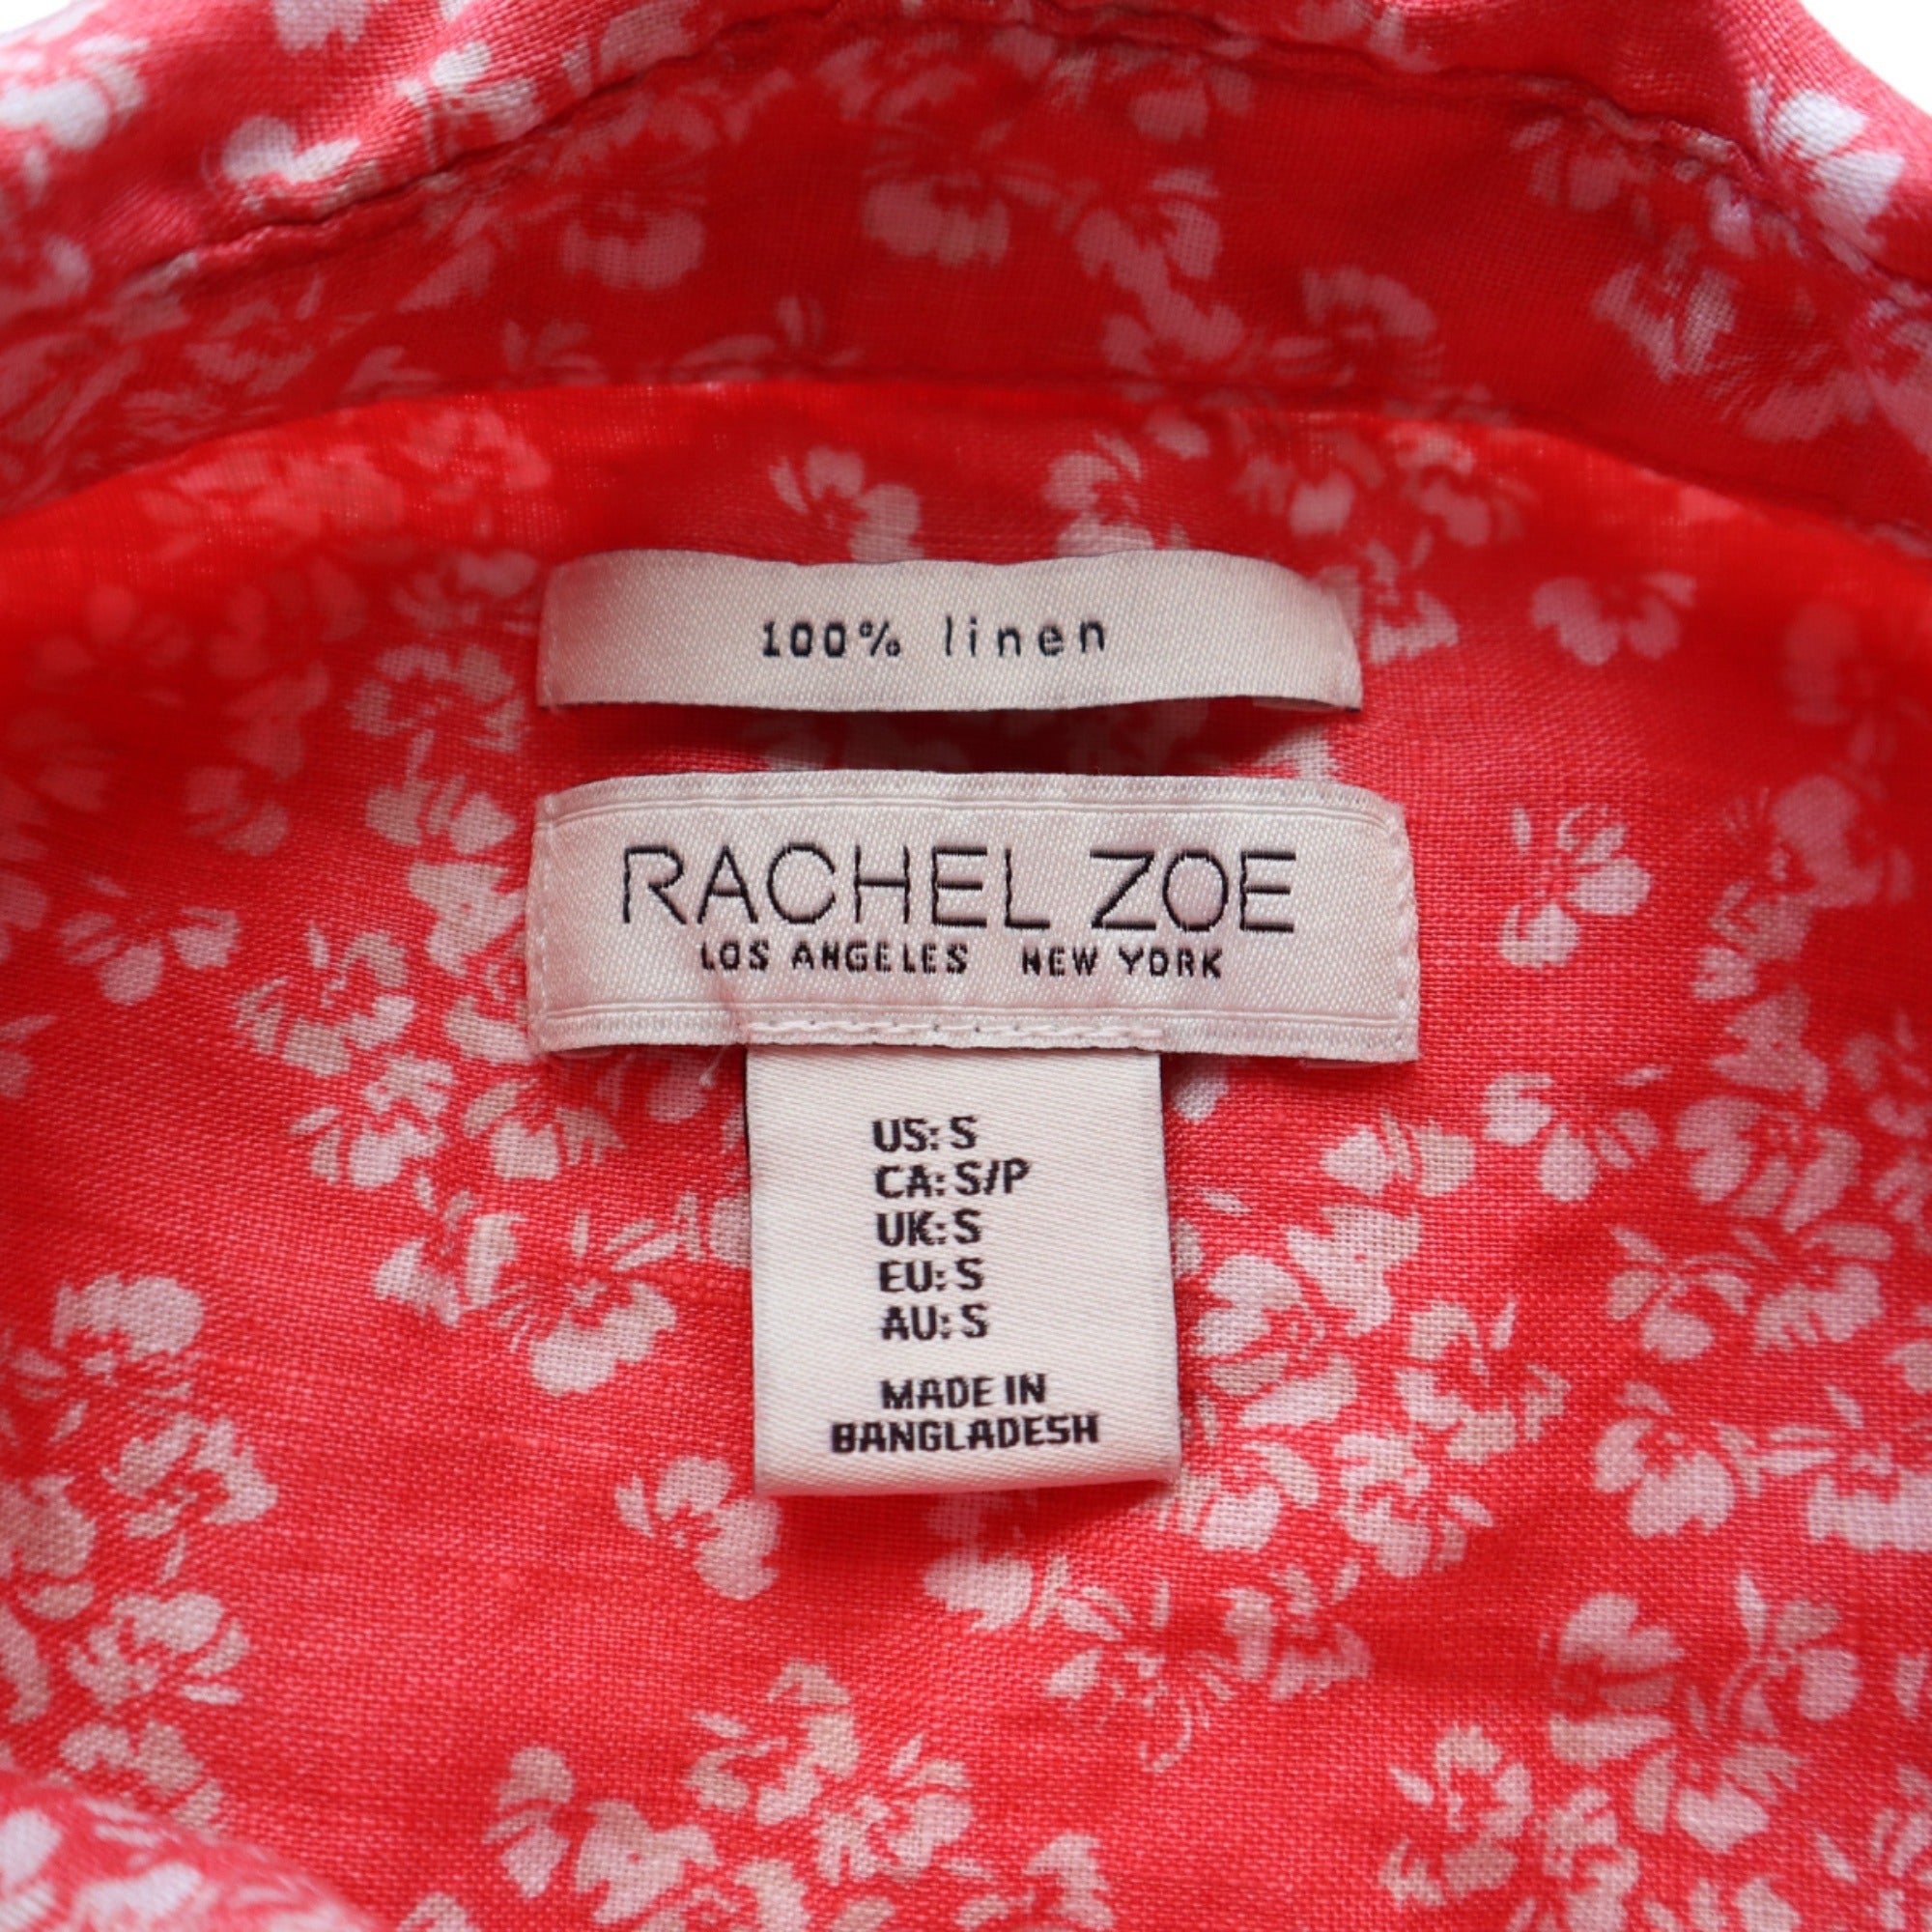 100% linen
RACHEL ZOE
LOS ANGELES NEW YORK
US: S
CA: S/P
UK: S
EU: S
AU: S
MADE IN
BANGLADESH